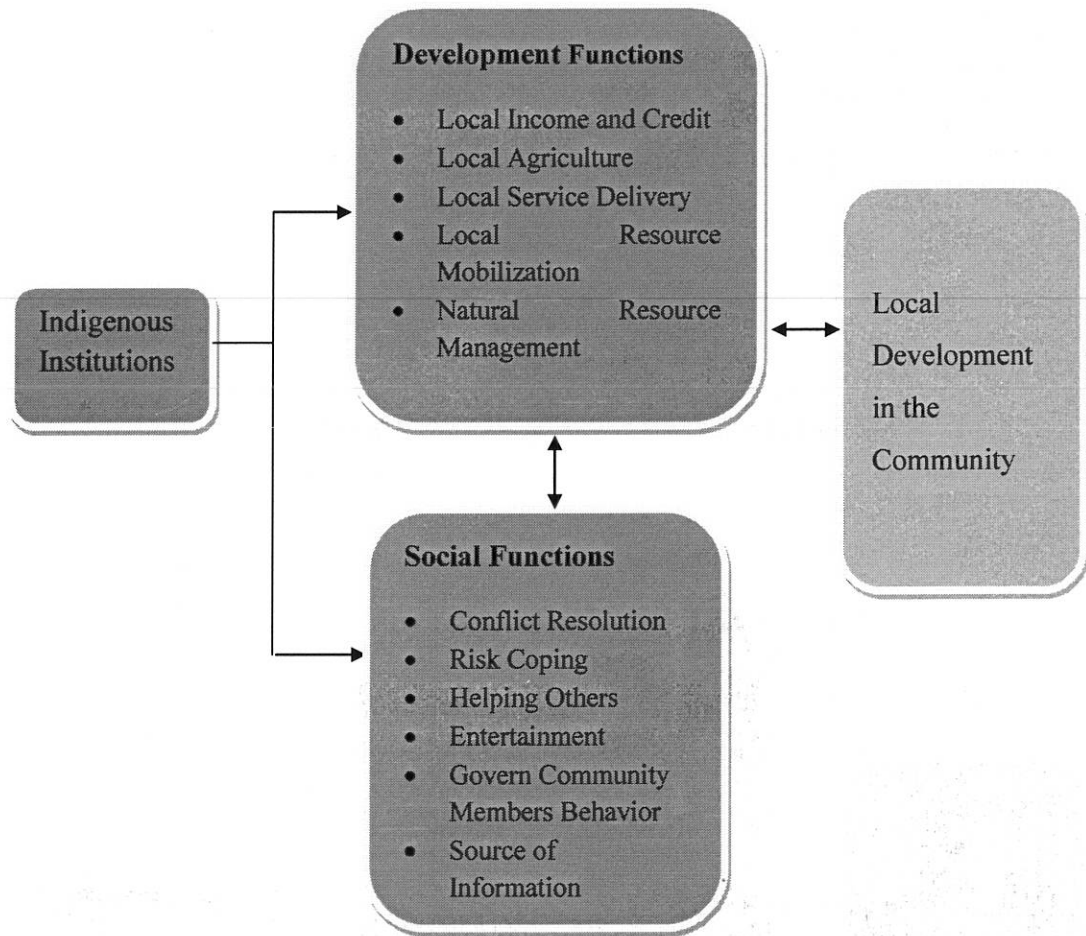 Development Functions
• Local Income and Credit
• Local Agriculture
• Local Service Delivery
• Local Resource
Mobilization
• Natural Resource
Management
Indigenous
Institutions
Local
Development
in the
Community
Social Functions
• Conflict Resolution
• Risk Coping
• Helping Others
• Entertainment
• Govern Community
Members Behavior
• Source of
Information